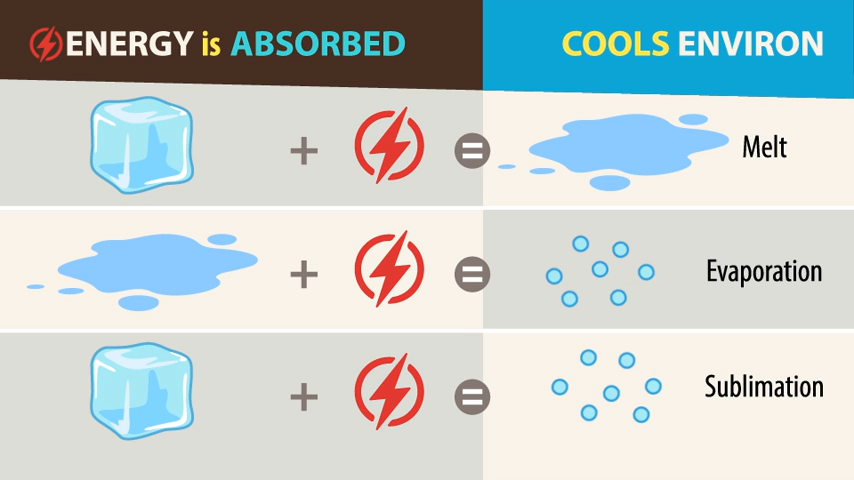 ENERGY is ABSORBED
COOLS ENVIRON
+ = Melt
+ = Evaporation
+ = Sublimation